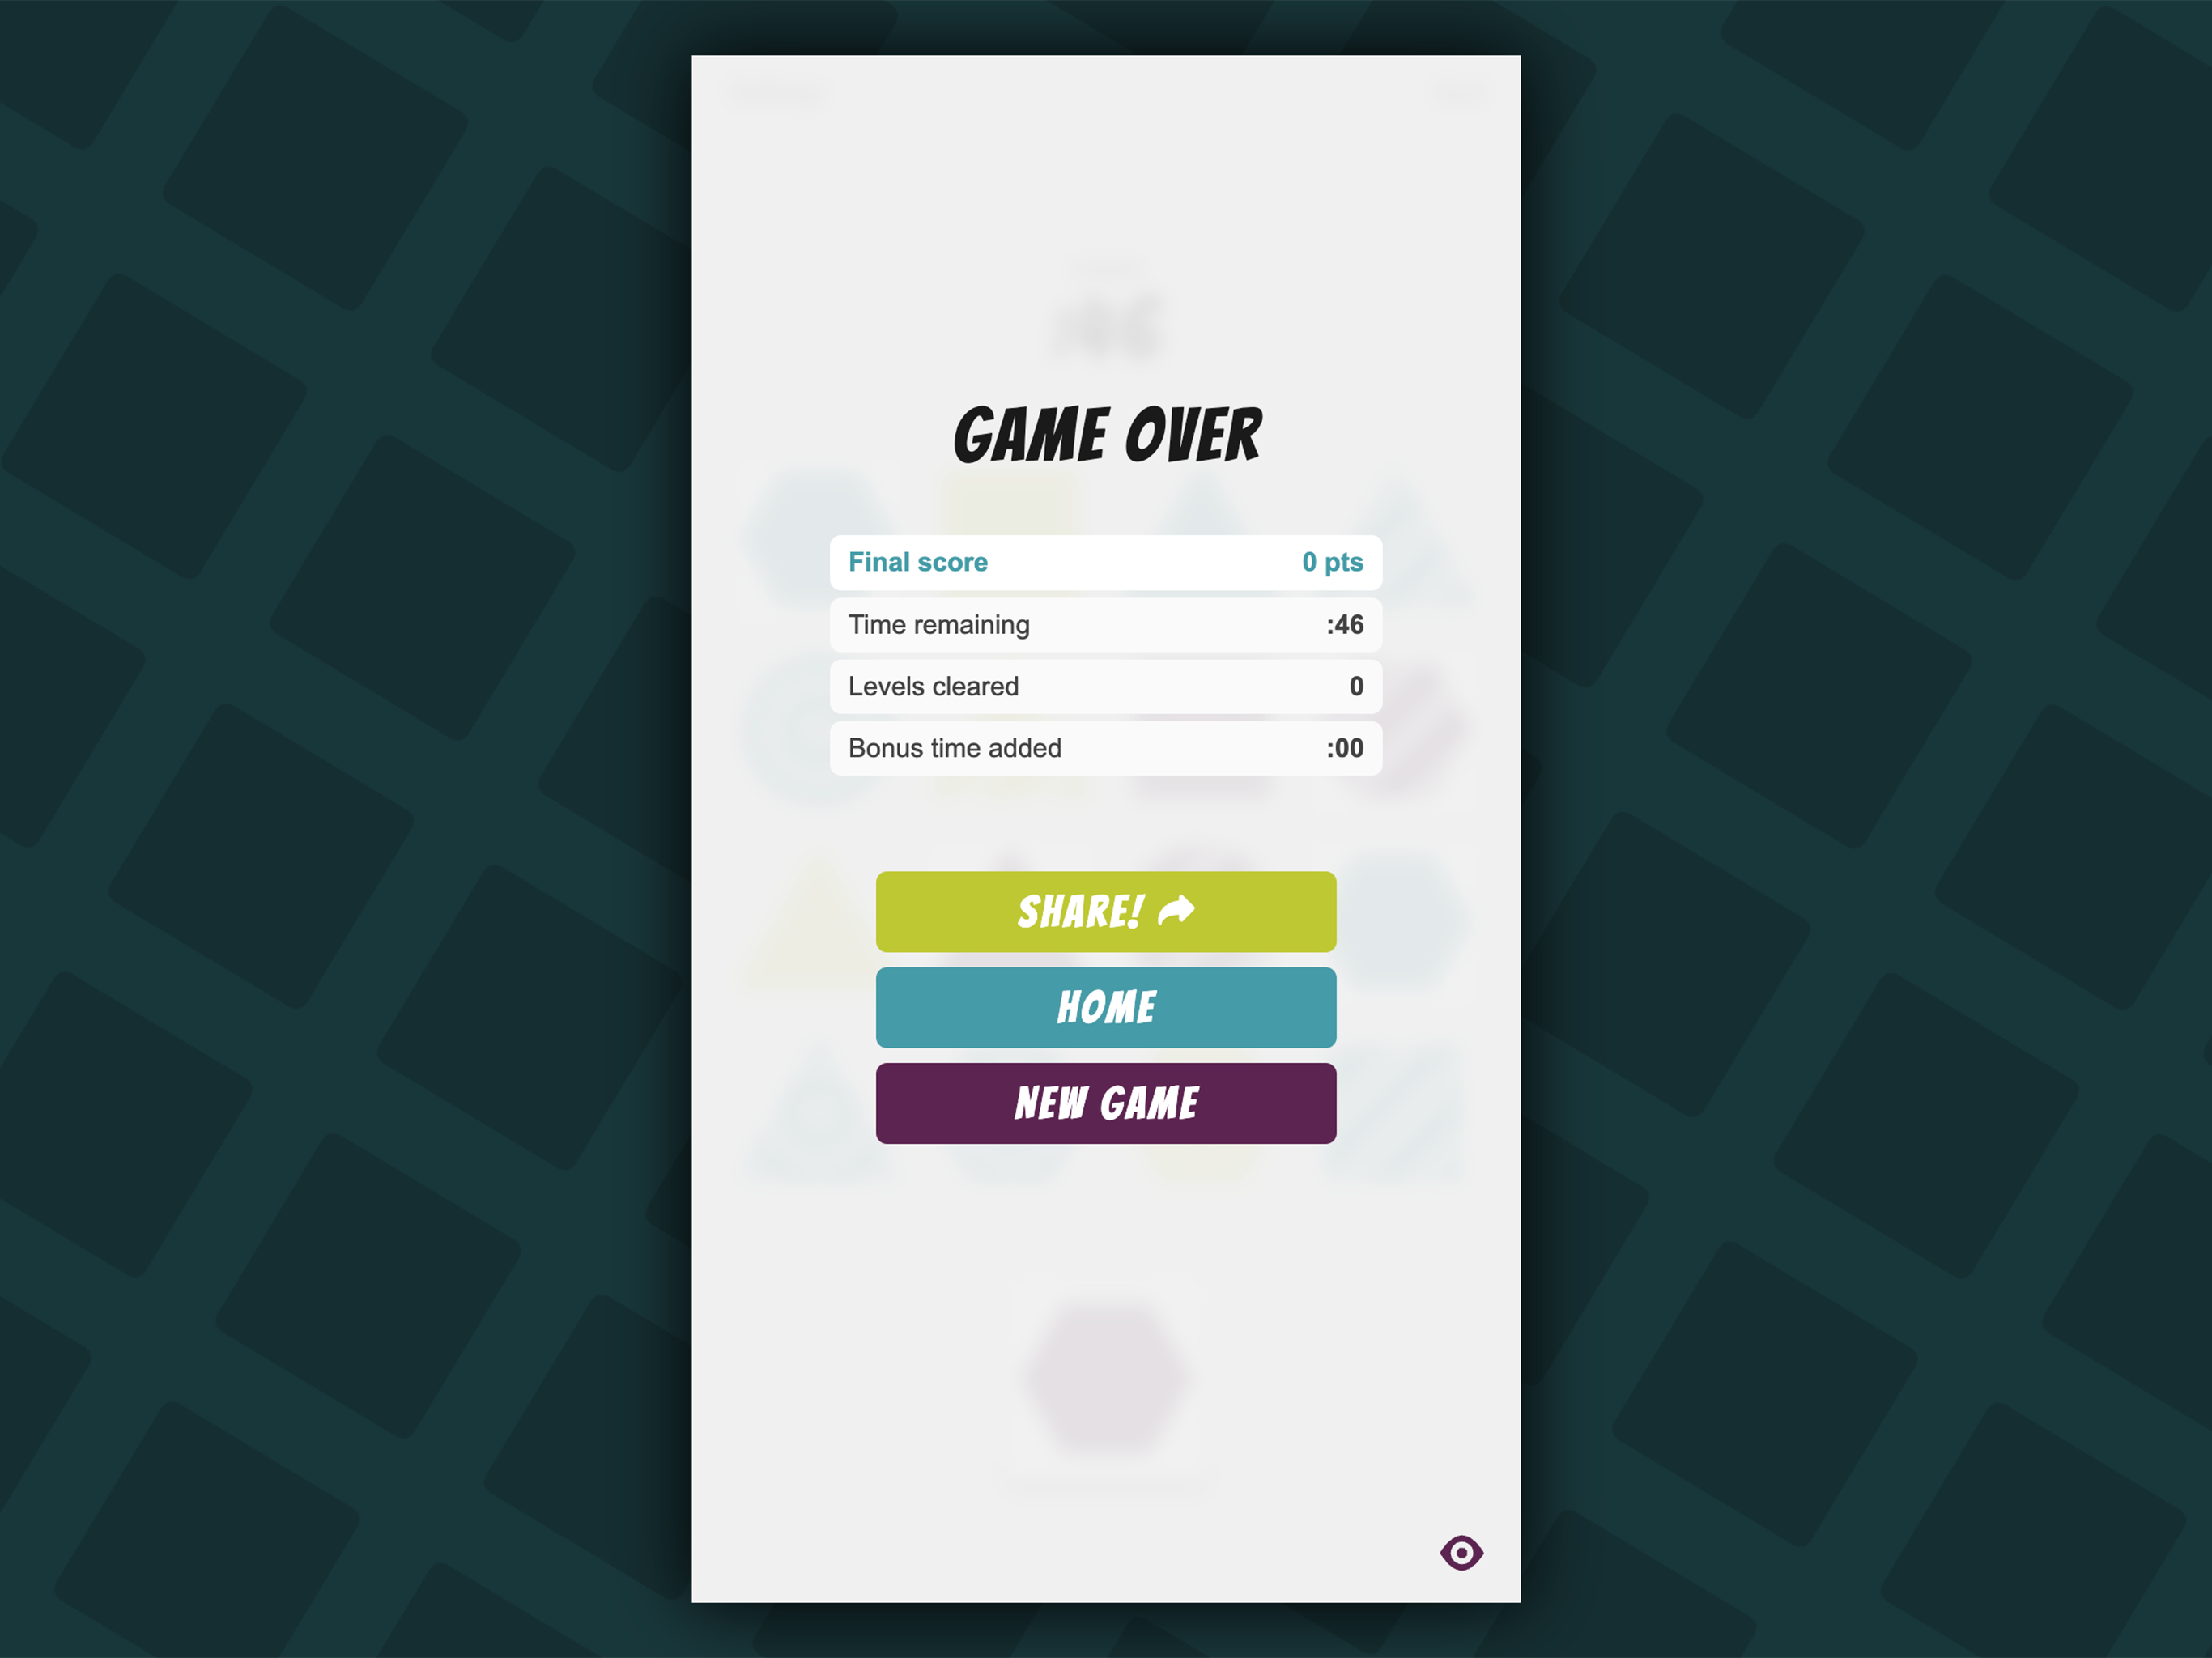 GAME OVER
Final score 0 pts
Time remaining :46
Levels cleared 0
Bonus time added :00
SHARE!
HOME
NEW GAME